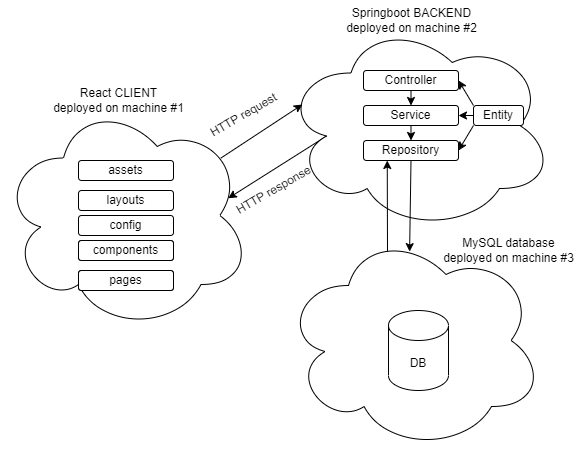 Springboot BACKEND
deployed on machine #2
Controller
Service
Entity
Repository
React CLIENT
deployed on machine #1
assets
layouts
config
components
pages
HTTP request
HTTP response
MySQL database
deployed on machine #3
DB